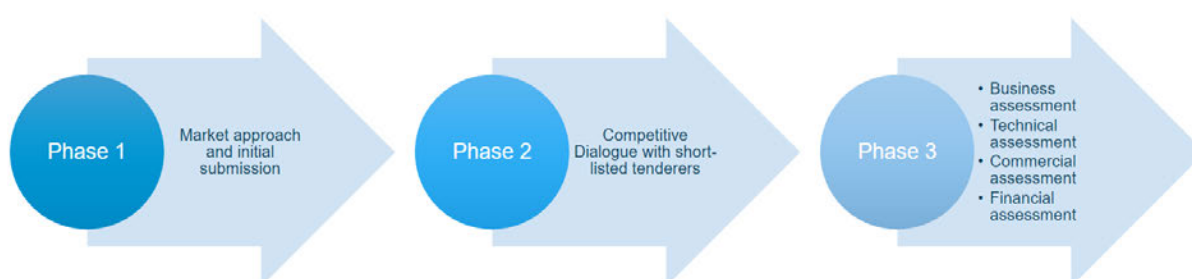 Phase 1
Market approach
and initial
submission
Phase 2
Competitive
Dialogue with short-
listed tenderers
Phase 3
• Business
assessment
• Technical
assessment
• Commercial
assessment
• Financial
assessment